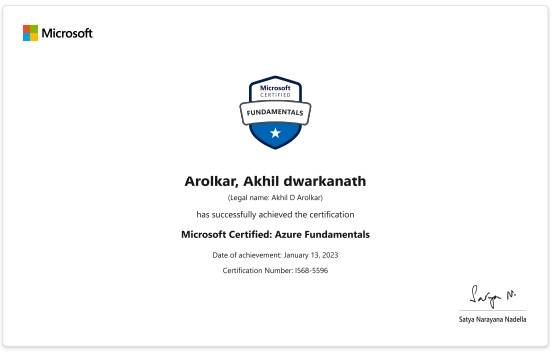 Microsoft
Microsoft
CERTIFIED
FUNDAMENTALS
Arolkar, Akhil dwarkanath
(Legal name: Akhil D Arolkar)
has successfully achieved the certification
Microsoft Certified: Azure Fundamentals
Date of achievement: January 13, 2023
Certification Number: I568-5596
Satya N.
Satya Narayana Nadella